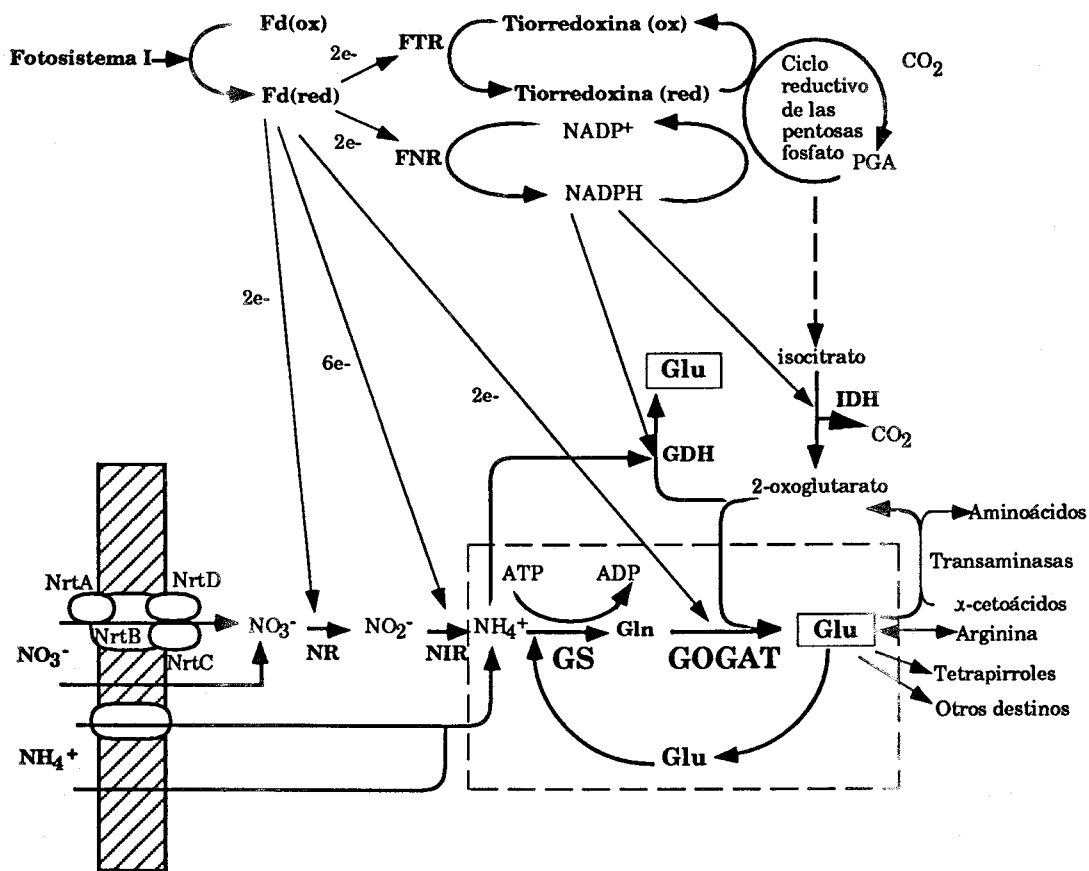 Fd(ox)
Fotosistema I
Fd(red)
2e-
FTR
Tiorredoxina (ox)
Tiorredoxina (red)
2e-
FNR
NADP+
NADPH
Ciclo
reductivo
de las
pentosas
fosfato
CO2
PGA
2e-
6e-
2e-
isocitrato
IDH
CO2
Glu
GDH
2-oxoglutarato
Aminoácidos
Transaminasas
α-cetoácidos
Arginina
Tetrapirroles
Otros destinos
NrtA
NrtD
NrtB
NrtC
NO3-
NO3-
NR
NO2-
NIR
NH4+
ATP
ADP
GS
Gln
GOGAT
Glu
Glu
NH4+